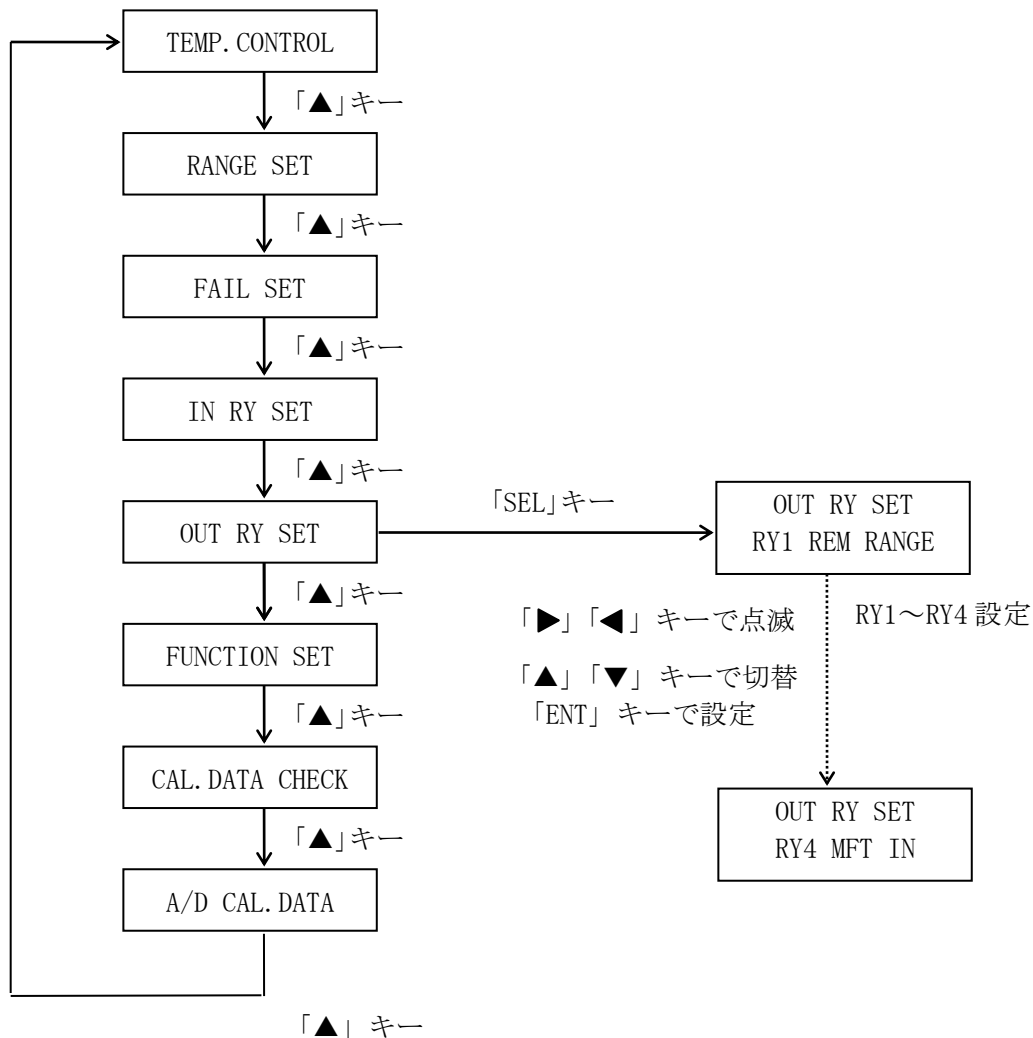 TEMP.CONTROL
「▲」キー
RANGE SET
「▲」キー
FAIL SET
「▲」キー
IN RY SET
「▲」キー
OUT RY SET
「SEL」キー
OUT RY SET
RY1 REM RANGE
「▲」キー
「▶」「◀」キーで点滅
RY1～RY4 設定
FUNCTION SET
「▲」「▼」キーで切替
「ENT」キーで設定
「▲」キー
CAL.DATA CHECK
「▲」キー
OUT RY SET
RY4 MFT IN
A/D CAL.DATA
「▲」キー